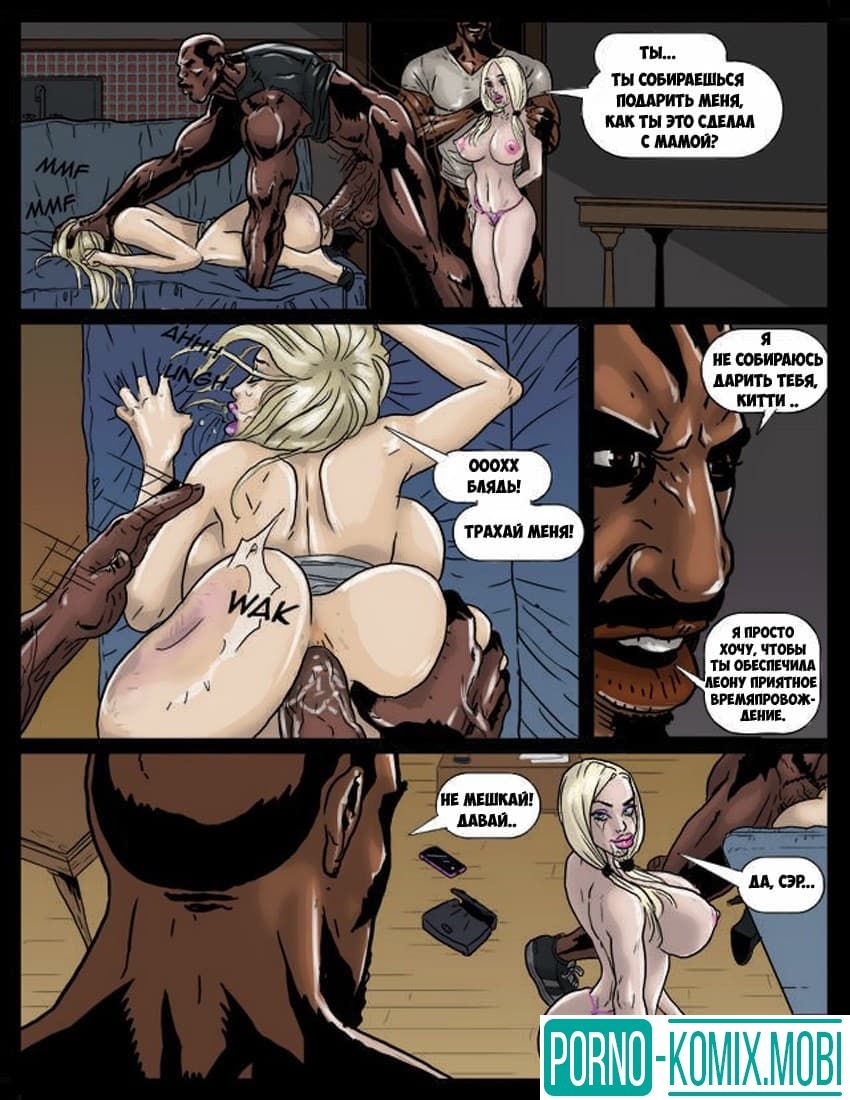 ТЫ...
ТЫ СОБИРАЕШЬСЯ
ПОДАРИТЬ МЕНЯ,
КАК ТЫ ЭТО СДЕЛАЛ
С МАМОЙ?
MMF
MMF
AHHH
UNGH
ОООХХ
БЛЯДЬ!
ТРАХАЙ МЕНЯ!
WAK
Я
НЕ СОБИРАЮСЬ
ДАРИТЬ ТЕБЯ,
КИТТИ ..
Я ПРОСТО
ХОЧУ, ЧТОБЫ
ТЫ ОБЕСПЕЧИЛА
ЛЕОНУ ПРИЯТНОЕ
ВРЕМЯПРОВОЖ-
ДЕНИЕ.
НЕ МЕШКАЙ!
ДАВАЙ..
ДА, СЭР...
PORNO-KOMIX.MOBI